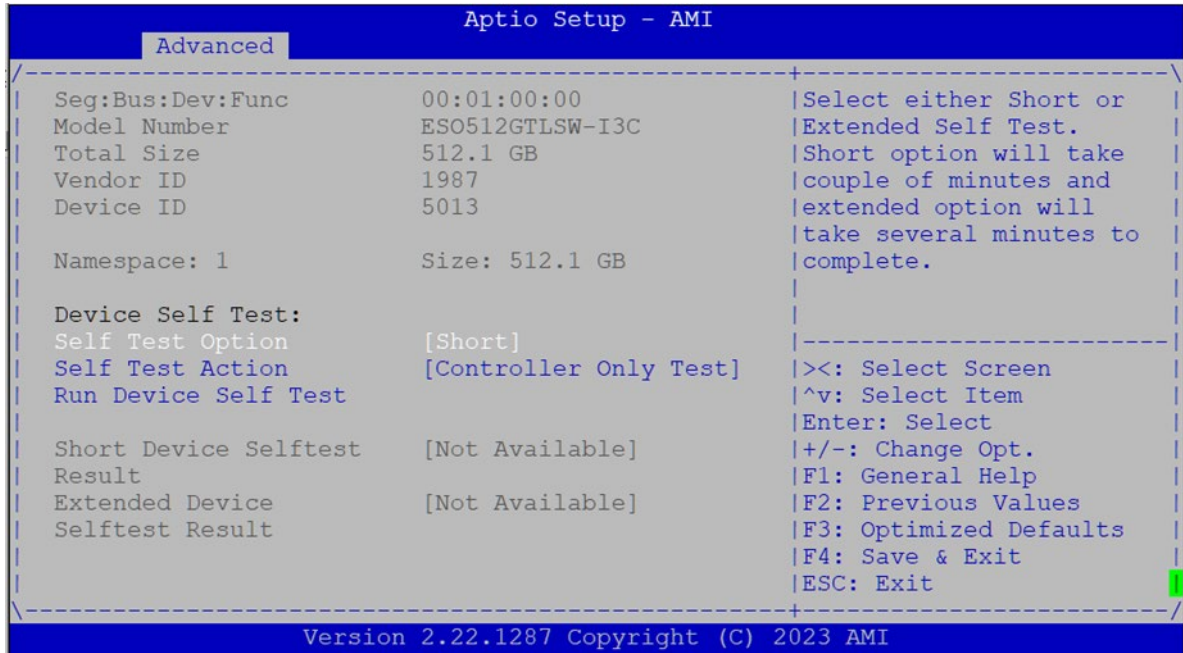 Aptio Setup - AMI
Advanced
Seg:Bus:Dev:Func 00:01:00:00
Model Number ESO512GTLSW-I3C
Total Size 512.1 GB
Vendor ID 1987
Device ID 5013
Namespace: 1 Size: 512.1 GB
Device Self Test:
Self Test Option [Short]
Self Test Action [Controller Only Test]
Run Device Self Test
Short Device Selftest [Not Available]
Result
Extended Device [Not Available]
Selftest Result
Select either Short or
Extended Self Test.
Short option will take
couple of minutes and
extended option will
take several minutes to
complete.
><: Select Screen
^v: Select Item
Enter: Select
+/-: Change Opt.
F1: General Help
F2: Previous Values
F3: Optimized Defaults
F4: Save & Exit
ESC: Exit
Version 2.22.1287 Copyright (C) 2023 AMI